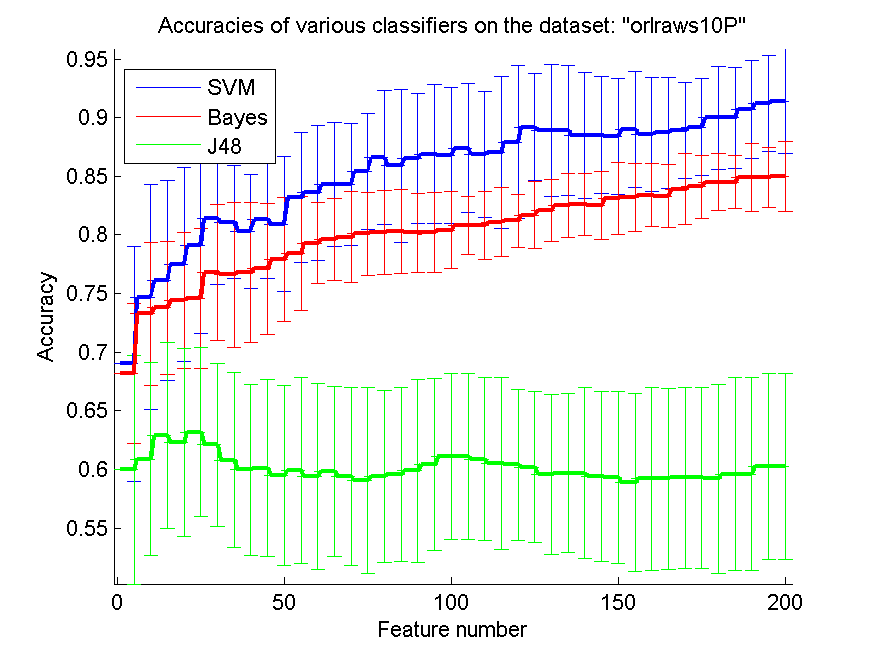 Accuracies of various classifiers on the dataset: "orlraws10P"
0.95
0.9
0.85
0.8
0.75
0.7
0.65
0.6
0.55
SVM
Bayes
J48
Accuracy
0 50 100 150 200
Feature number